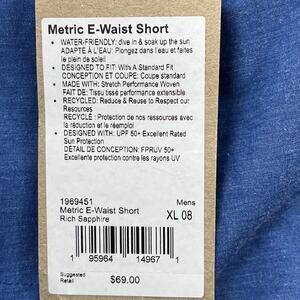 Metric E-Waist Short
• WATER-FRIENDLY: dive in & soak up the sun
ADAPTÉ À L'EAU: Plongez dans l'eau et faites
le plein de soleil
• DESIGNED TO FIT: With A Standard Fit
CONCEPTION ET COUPE: Coupe standard
• MADE WITH: Stretch Performance Woven
FAIT DE: Tissu tissé performance extensible
• RECYCLED: Reduce & Reuse to Respect our
Resources
RECYCLÉ : Protection de nos ressources avec
la réduction et le réemploi
• DESIGNED WITH: UPF 50+ Excellent Rated
Sun Protection
DÉTAIL DE CONCEPTION: FPRUV 50+
Excellente protection contre les rayons UV
1969451
Mens
Metric E-Waist Short
XL 08
Rich Sapphire
1 95964 14967 1
Suggested
Retail
$69.00